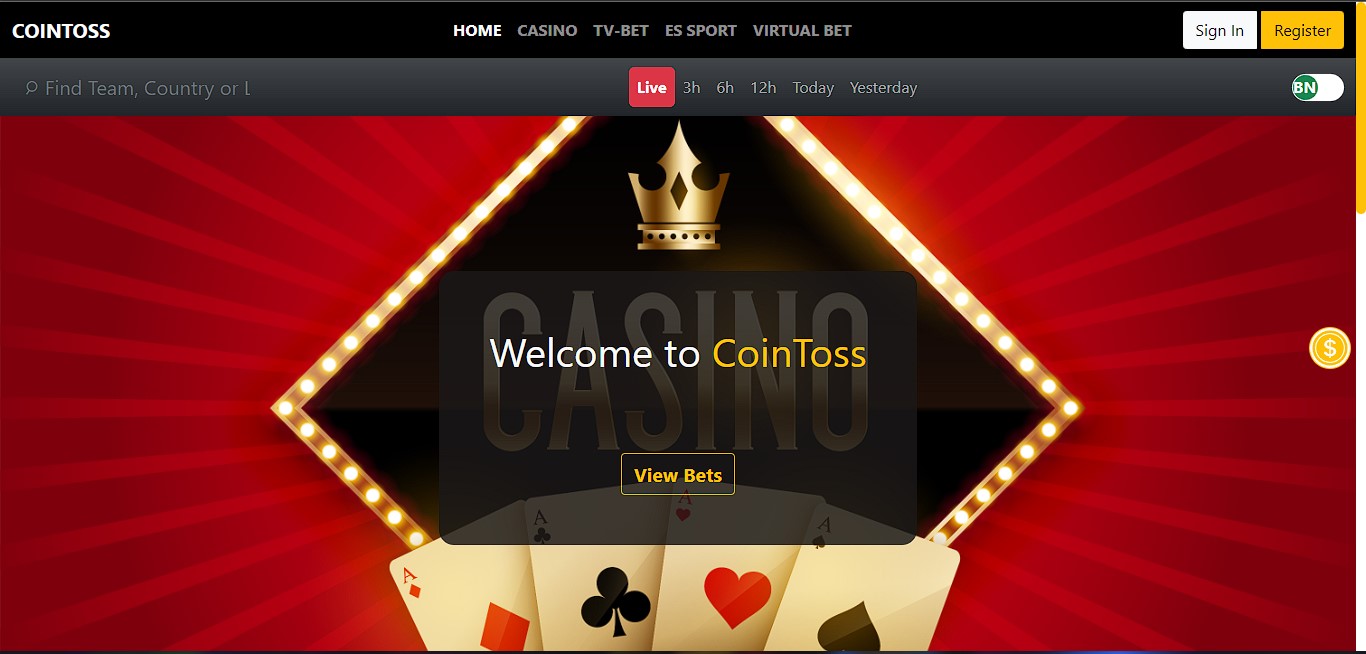 COINTOSS HOME CASINO TV-BET ES SPORT VIRTUAL BET Sign In Register
Find Team, Country or L Live 3h 6h 12h Today Yesterday BN
CASINO
Welcome to CoinToss
$
View Bets
A A A A